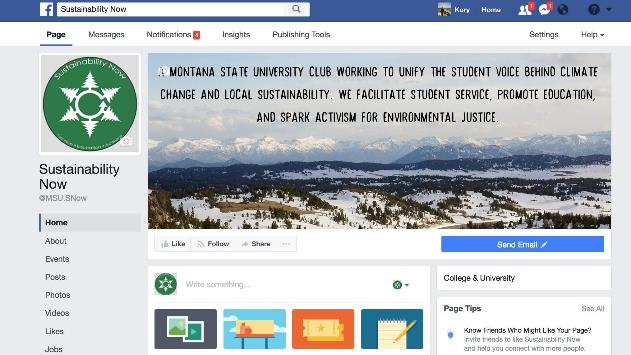 Sustainability Now
Kory Home 1 1 ?
Page Messages Notifications 4 Insights Publishing Tools Settings Help
Sustainability Now
MONTANA STATE UNIVERSITY CLUB WORKING TO UNIFY THE STUDENT VOICE BEHIND CLIMATE
CHANGE AND LOCAL SUSTAINABILITY. WE FACILITATE STUDENT SERVICE, PROMOTE EDUCATION,
AND SPARK ACTIVISM FOR ENVIRONMENTAL JUSTICE.
Sustainability
Now
@MSU.SNow
Home
About
Events
Posts
Photos
Videos
Likes
Jobs
Like Follow Share ...
Send Email
Write something...
College & University
Page Tips See All
Know Friends Who Might Like Your Page?
Invite friends to like Sustainability Now
and help you connect with more people.